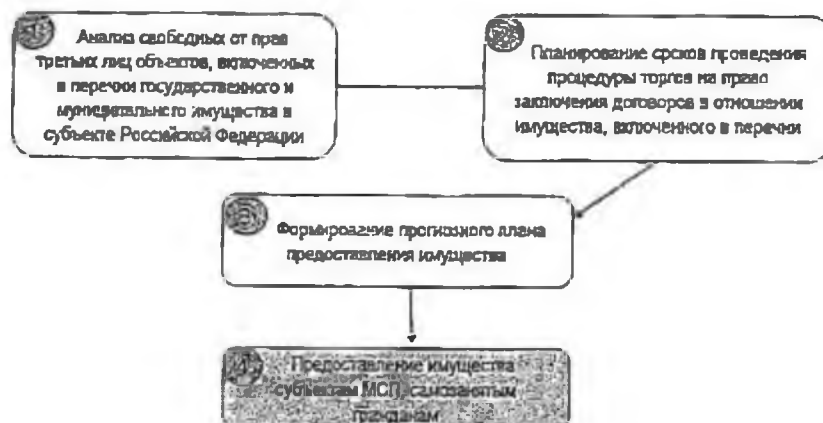 Анализ свободных от прав
третьих лиц объектов, включенных
в перечни государственного и
муниципального имущества в
субъекте Российской Федерации
Планирование сроков проведения
процедуры торгов на право
заключения договоров в отношении
имущества, включенного в перечни
Формирование прогнозного плана
предоставления имущества
4
Предоставление имущества
субъектам МСП, самозанятым
гражданам